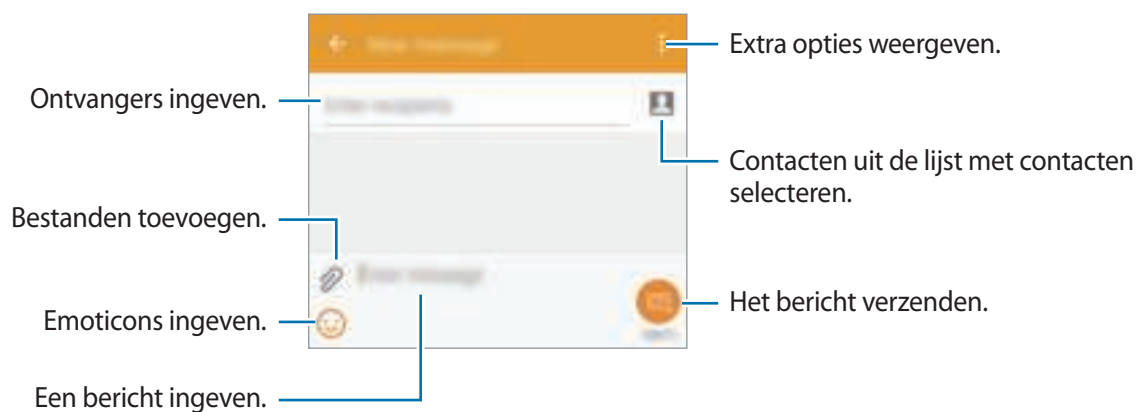 Extra opties weergeven.
Ontvangers ingeven.
Contacten uit de lijst met contacten
selecteren.
Bestanden toevoegen.
Het bericht verzenden.
Emoticons ingeven.
Een bericht ingeven.